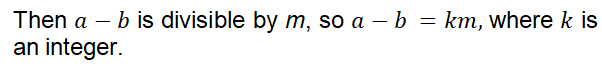 Then a − b is divisible by m, so a − b = km, where k is
an integer.